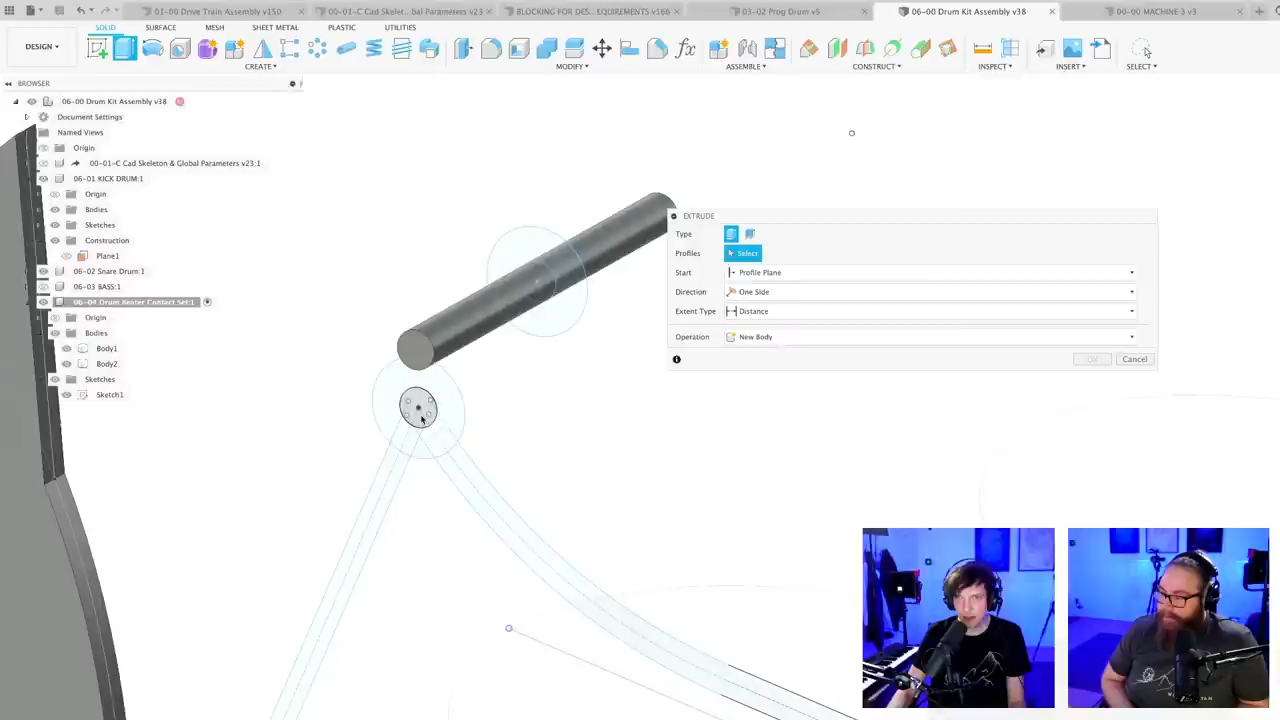 01-00 Drive Train Assembly v150
00-01-C Cad Skelet...bal Parameters v23
BLOCKING FOR DES...EQUIREMENTS v166
03-02 Prog Drum v5
06-00 Drum Kit Assembly v38
00-00 MACHINE 3 v3
SOLID
SURFACE
MESH
SHEET METAL
PLASTIC
UTILITIES
DESIGN
CREATE
MODIFY
ASSEMBLE
CONSTRUCT
INSPECT
INSERT
SELECT
BROWSER
06-00 Drum Kit Assembly v38
Document Settings
Named Views
Origin
00-01-C Cad Skeleton & Global Parameters v23:1
06-01 KICK DRUM:1
Origin
Bodies
Sketches
Construction
Plane1
06-02 Snare Drum:1
06-03 BASS:1
06-04 Drum Beater Contact Set:1
Origin
Bodies
Body1
Body2
Sketches
Sketch1
EXTRUDE
Type
Profiles
Select
Start
Profile Plane
Direction
One Side
Extent Type
Distance
Operation
New Body
OK
Cancel